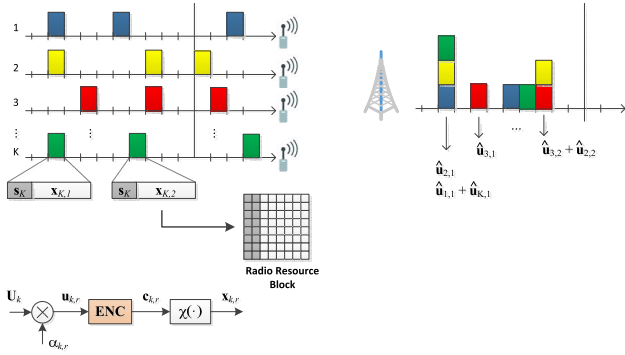 1
2
3
⋮
⋮
⋮
⋮
K
s_K x_{K,1} s_K x_{K,2}
Radio Resource
Block
U_k u_{k,r} ENC c_{k,r} χ(·) x_{k,r}
α_{k,r}
...
û_{3,1}
û_{3,2} + û_{2,2}
û_{2,1}
û_{1,1} + û_{K,1}